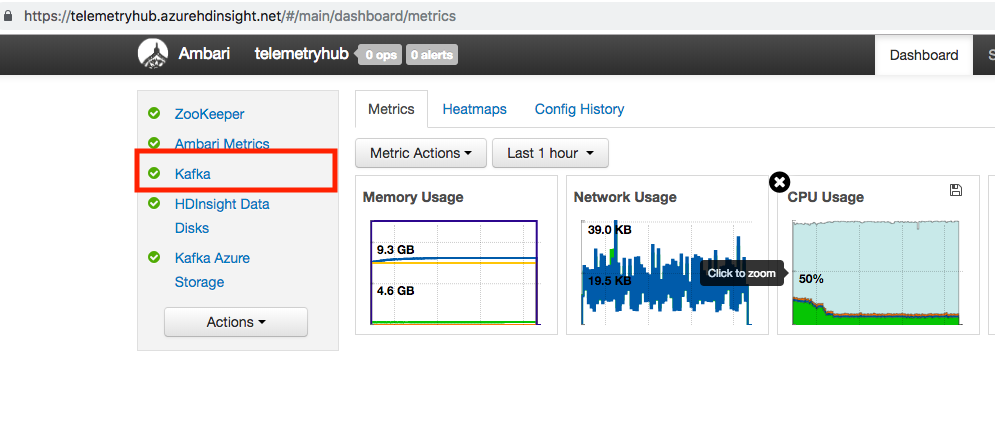 https://telemetryhub.azurehdinsight.net/#/main/dashboard/metrics
Ambari telemetryhub 0 ops 0 alerts Dashboard
ZooKeeper
Ambari Metrics
Kafka
HDInsight Data
Disks
Kafka Azure
Storage
Actions
Metrics Heatmaps Config History
Metric Actions Last 1 hour
Memory Usage
9.3 GB
4.6 GB
Network Usage
39.0 KB
19.5 KB
Click to zoom
CPU Usage
50%